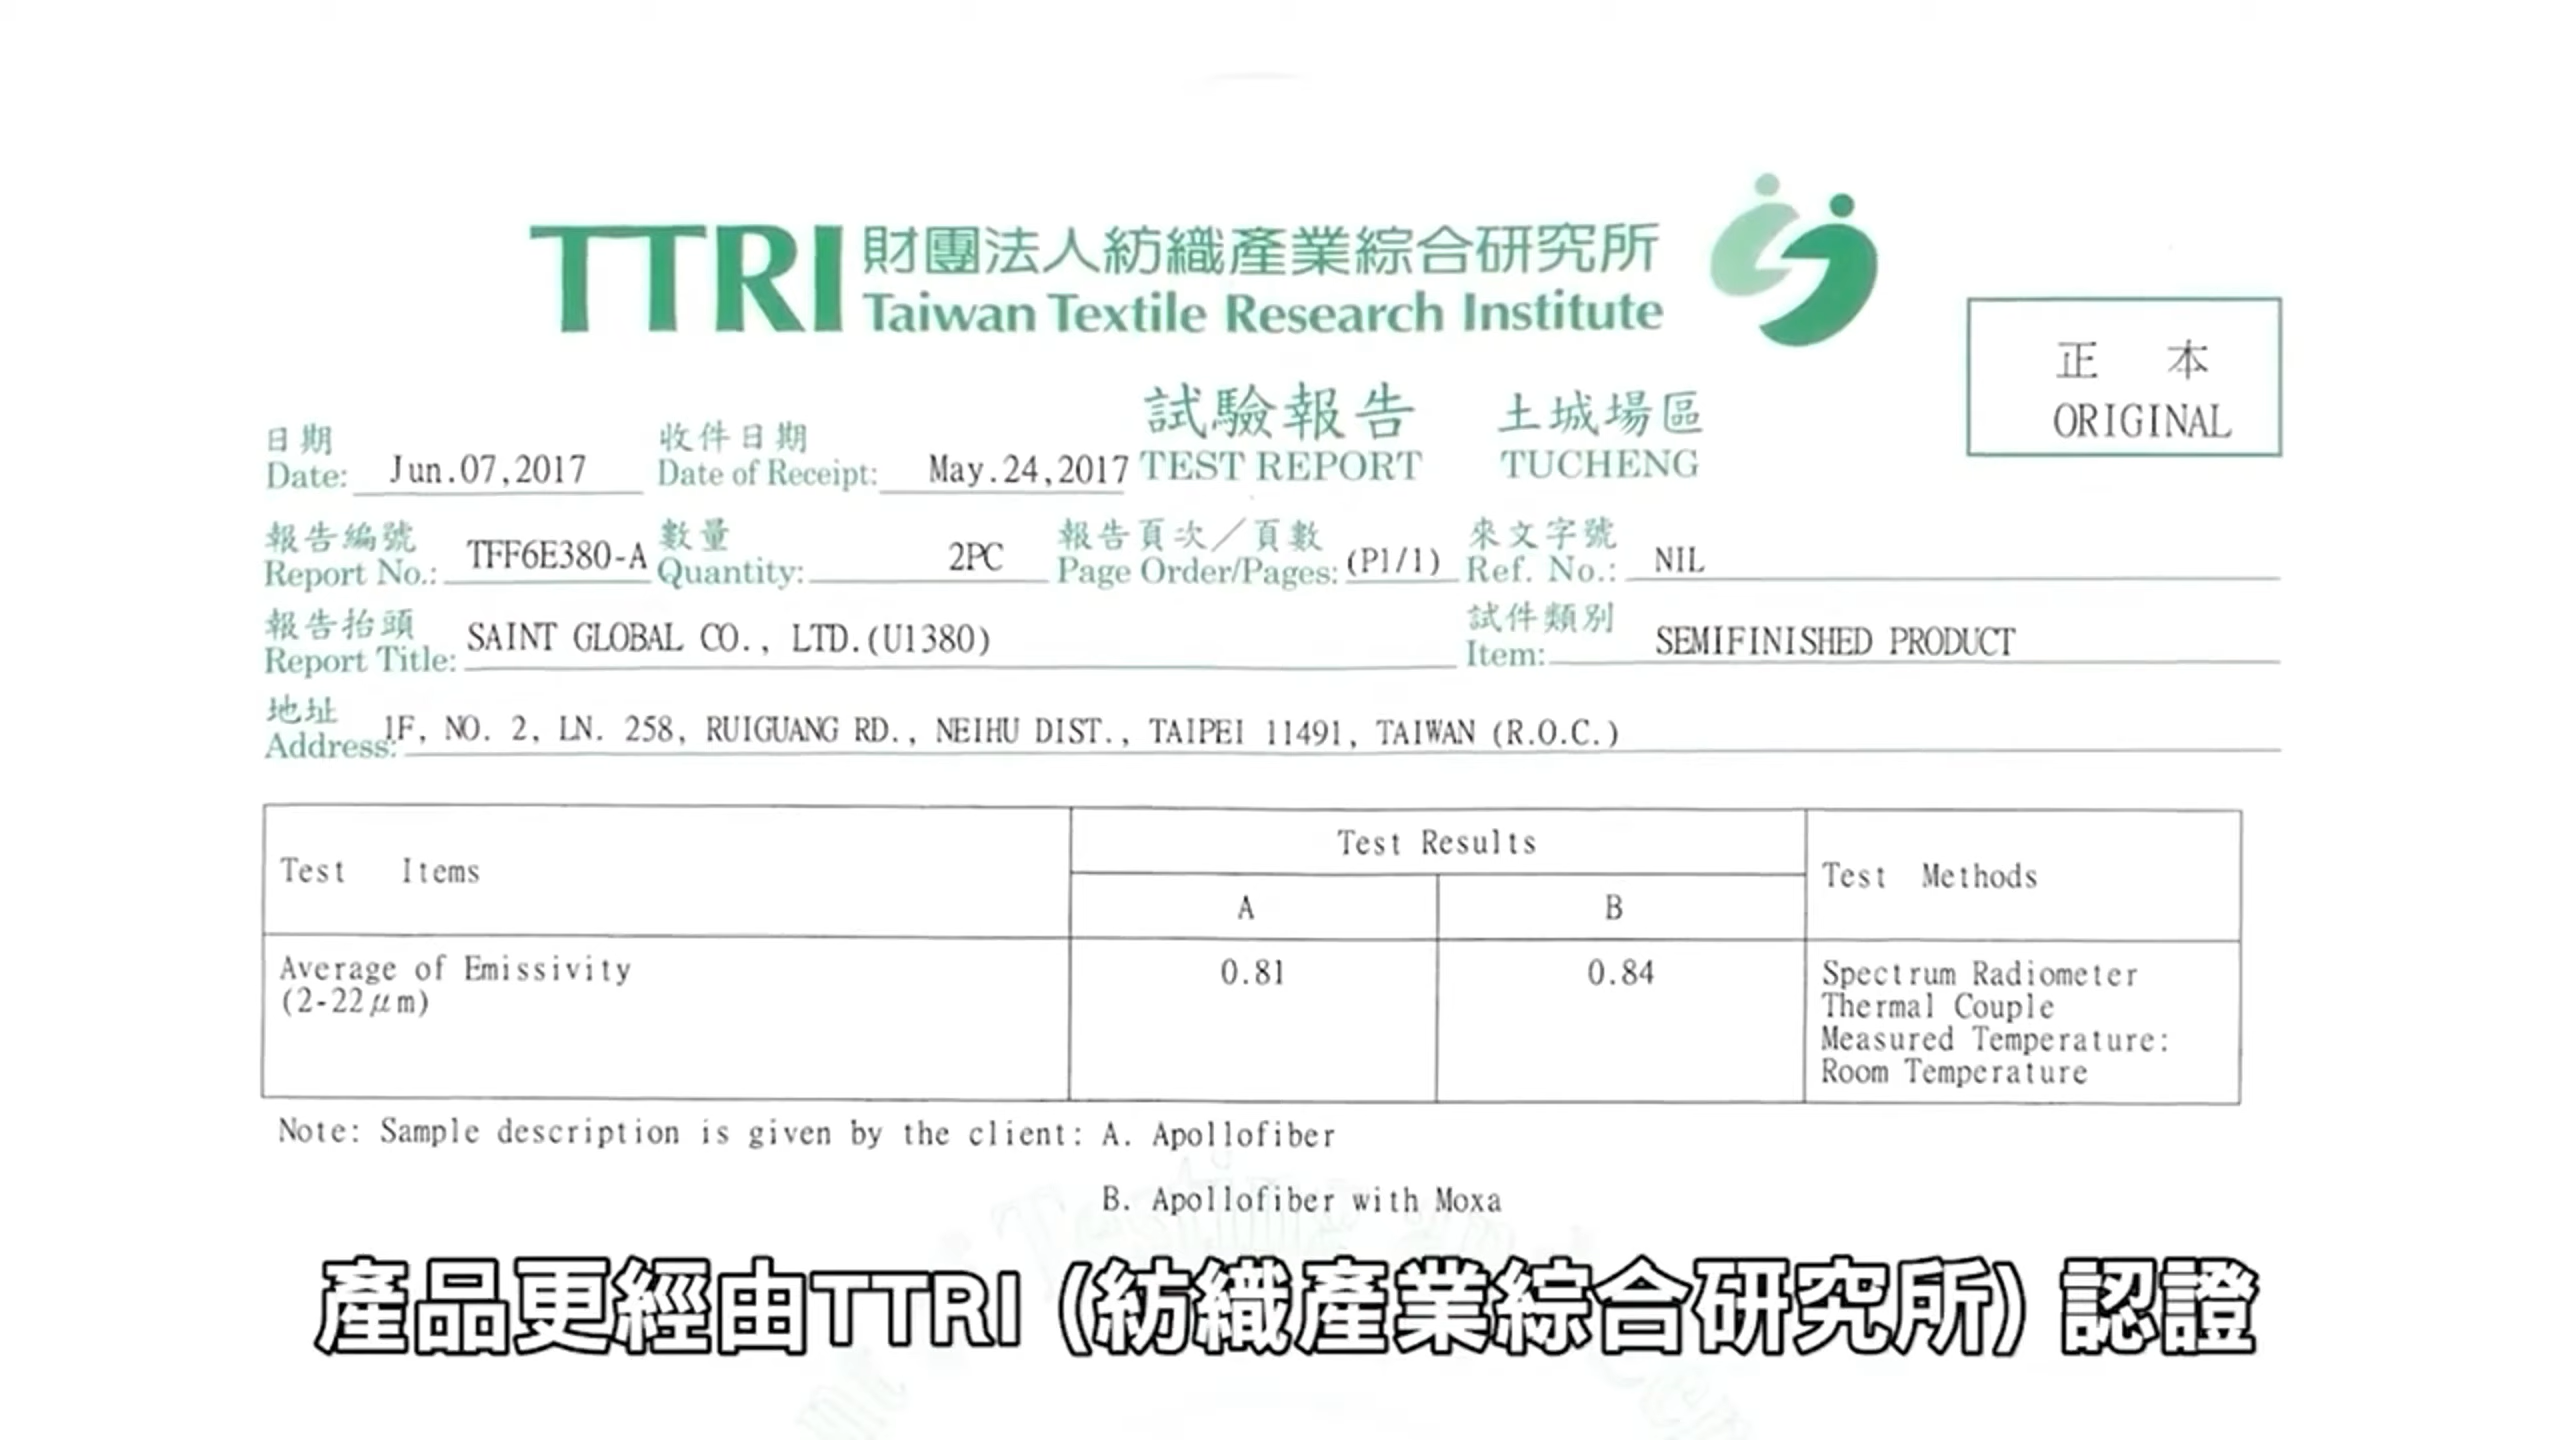 TTRI 財團法人紡織產業綜合研究所
Taiwan Textile Research Institute
正 本
ORIGINAL
試驗報告 土城場區
TEST REPORT TUCHENG
日期 收件日期
Date: Jun.07,2017 Date of Receipt: May.24,2017
報告編號 數量 報告頁次／頁數 來文字號
Report No.: TFF6E380-A Quantity: 2PC Page Order/Pages: (P1/1) Ref. No.: NIL
報告抬頭 試件類別
Report Title: SAINT GLOBAL CO., LTD.(U1380) Item: SEMIFINISHED PRODUCT
地址
Address: 1F, NO. 2, LN. 258, RUIGUANG RD., NEIHU DIST., TAIPEI 11491, TAIWAN (R.O.C.)
Test Items Test Results Test Methods
A B
Average of Emissivity 0.81 0.84 Spectrum Radiometer
(2-22μm) Thermal Couple
Measured Temperature:
Room Temperature
Note: Sample description is given by the client: A. Apollofiber
B. Apollofiber with Moxa
產品更經由TTRI (紡織產業綜合研究所) 認證